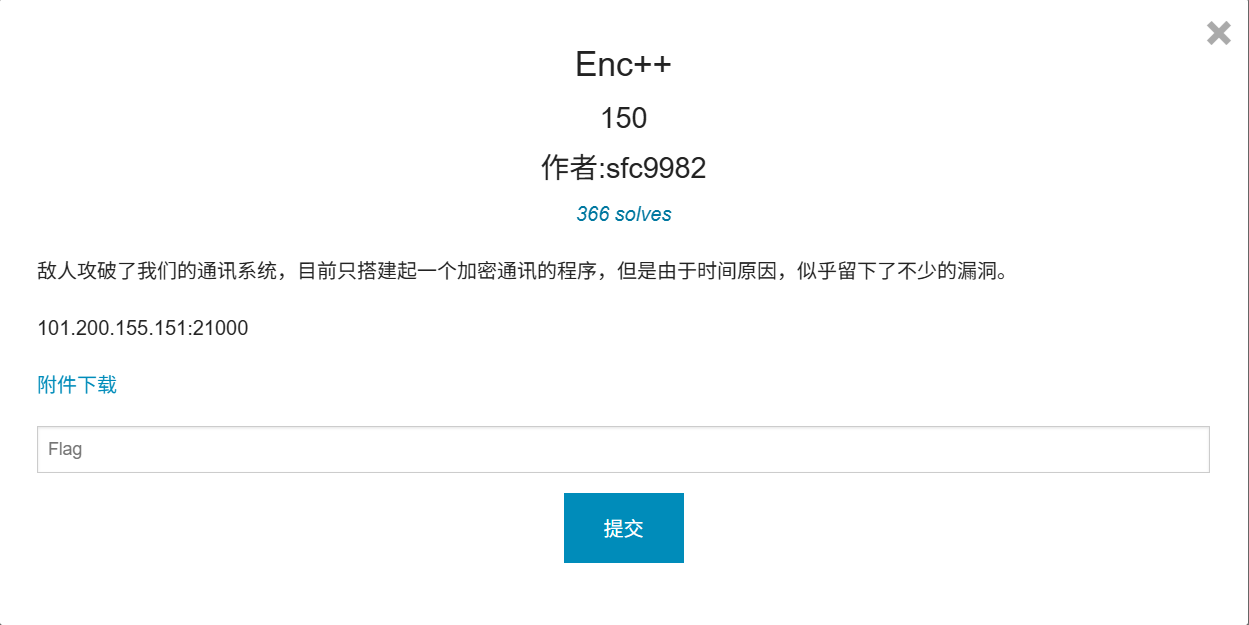 Enc++
150
作者:sfc9982
366 solves
敌人攻破了我们的通讯系统，目前只搭建起一个加密通讯的程序，但是由于时间原因，似乎留下了不少的漏洞。
101.200.155.151:21000
附件下载
Flag
提交